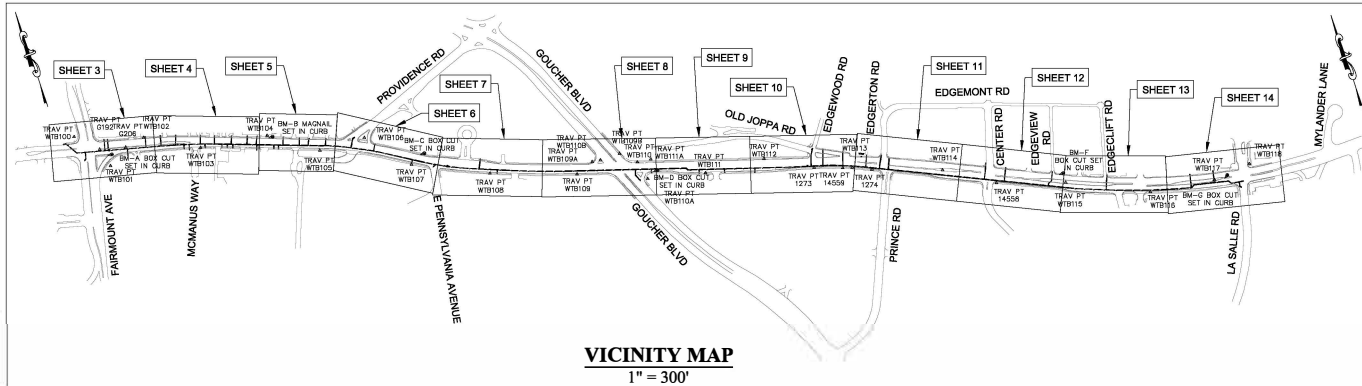 SHEET 3
SHEET 4
SHEET 5
SHEET 6
SHEET 7
SHEET 8
SHEET 9
SHEET 10
SHEET 11
SHEET 12
SHEET 13
SHEET 14
PROVIDENCE RD
GOUCHER BLVD
GOUCHER BLVD
OLD JOPPA RD
EDGEWOOD RD
EDGERTON RD
EDGEMONT RD
CENTER RD
EDGEVIEW
RD
EDGECLIFT RD
MYLANDER LANE
FAIRMOUNT AVE
MCMANUS WAY
E PENNSYLVANIA AVENUE
PRINCE RD
LA SALLE RD
TRAV PT
WTB100
TRAV PT
G192
TRAV PT
G206
TRAV PT
WTB102
BM-A BOX CUT
SET IN CURB
TRAV PT
WTB101
TRAV PT
WTB103
TRAV PT
WTB104
BM-B MAGNAIL
SET IN CURB
TRAV PT
WTB105
TRAV PT
WTB106
BM-C BOX CUT
SET IN CURB
TRAV PT
WTB107
TRAV PT
WTB108
TRAV PT
WTB109A
TRAV PT
WTB109
TRAV PT
WTB110B
TRAV PT
WTB109B
TRAV PT
WTB110
TRAV PT
WTB111A
TRAV PT
WTB111
BM-D BOX CUT
SET IN CURB
TRAV PT
WTB110A
TRAV PT
WTB112
TRAV PT
1273
TRAV PT
14559
TRAV PT
WTB113
TRAV PT
1274
TRAV PT
WTB114
TRAV PT
14558
BM-F
BOX CUT SET
IN CURB
TRAV PT
WTB115
TRAV PT
WTB116
TRAV PT
WTB117
BM-G BOX CUT
SET IN CURB
TRAV PT
WTB118
VICINITY MAP
1" = 300'